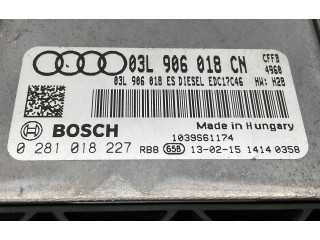 03L 906 018 CN
CFFB
4960
03L 906 018 ES DIESEL EDC17C46 HW: H28
BOSCH
Made in Hungary
1039S61174
0 281 018 227
RB8 658 13-02-15 1414 0358